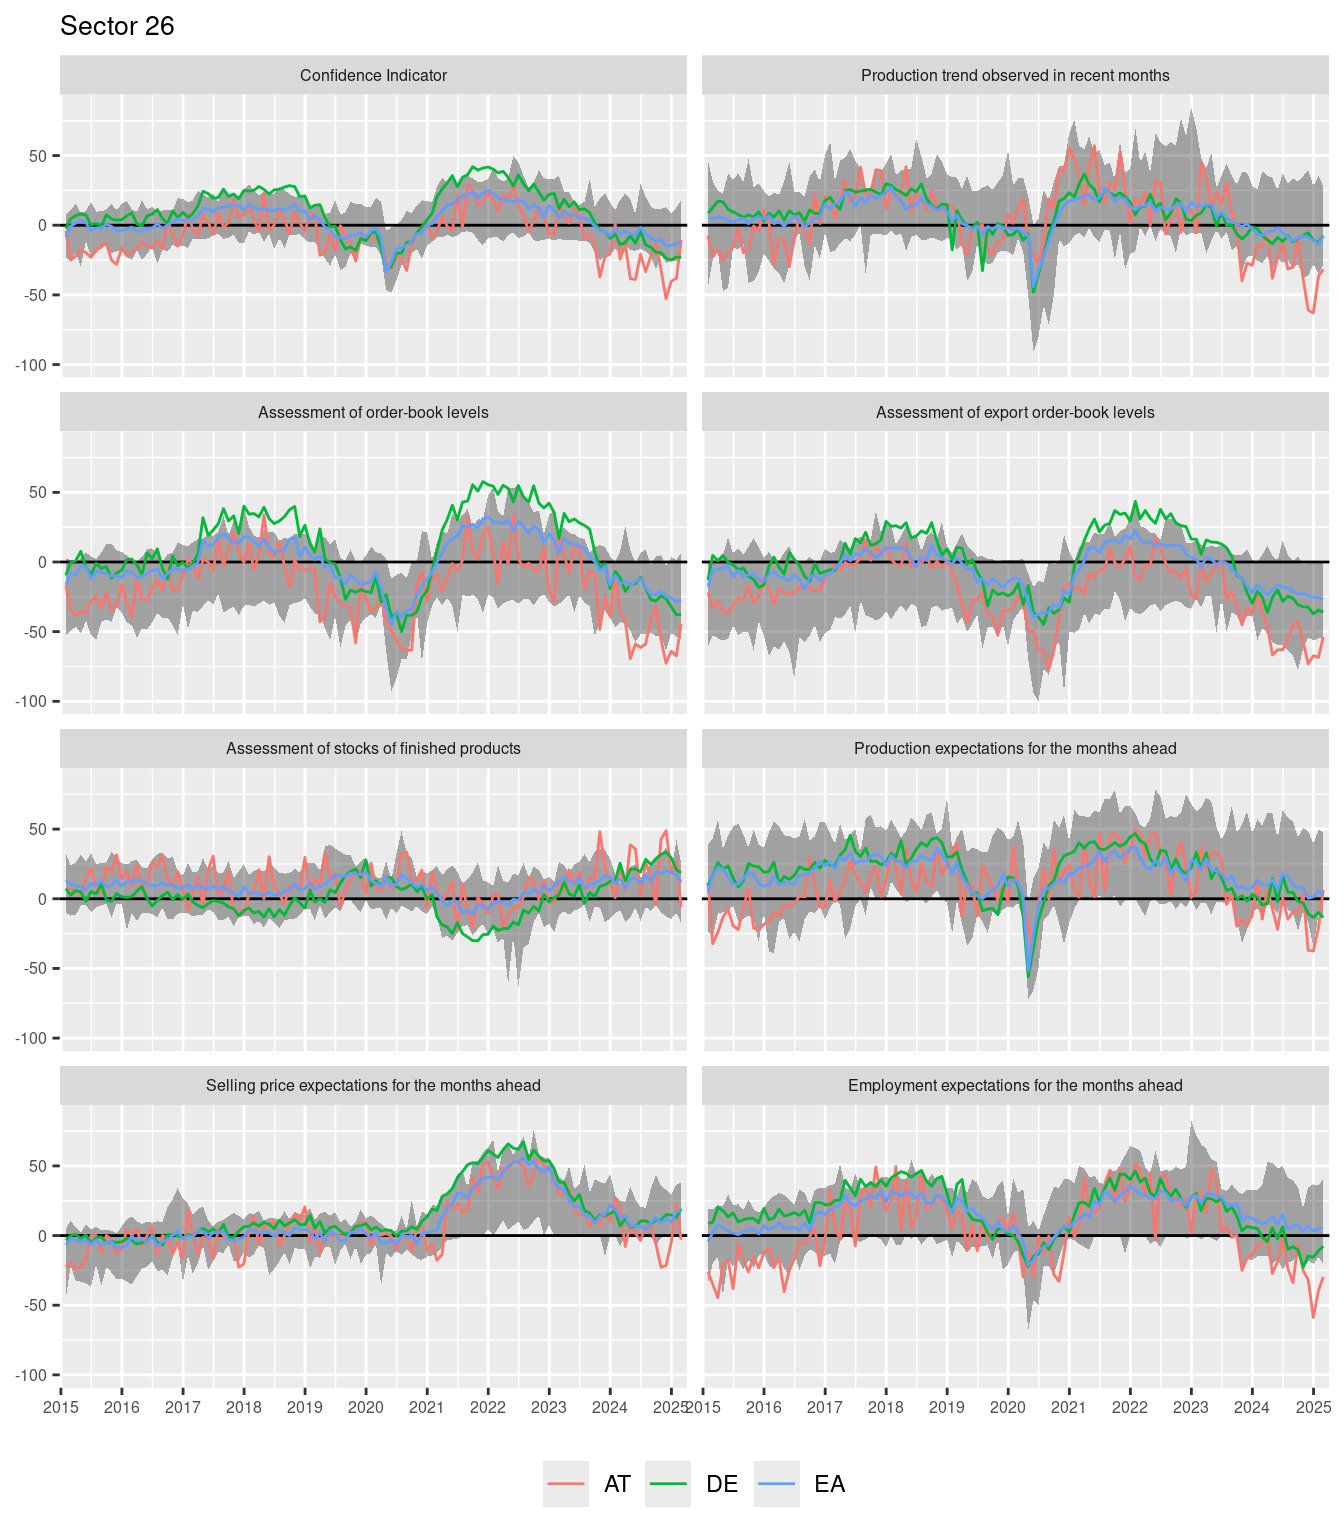 Sector 26
Confidence Indicator
Production trend observed in recent months
50
0
-50
-100
Assessment of order-book levels
Assessment of export order-book levels
50
0
-50
-100
Assessment of stocks of finished products
Production expectations for the months ahead
50
0
-50
-100
Selling price expectations for the months ahead
Employment expectations for the months ahead
50
0
-50
-100
2015 2016 2017 2018 2019 2020 2021 2022 2023 2024 2025
2015 2016 2017 2018 2019 2020 2021 2022 2023 2024 2025
AT DE EA